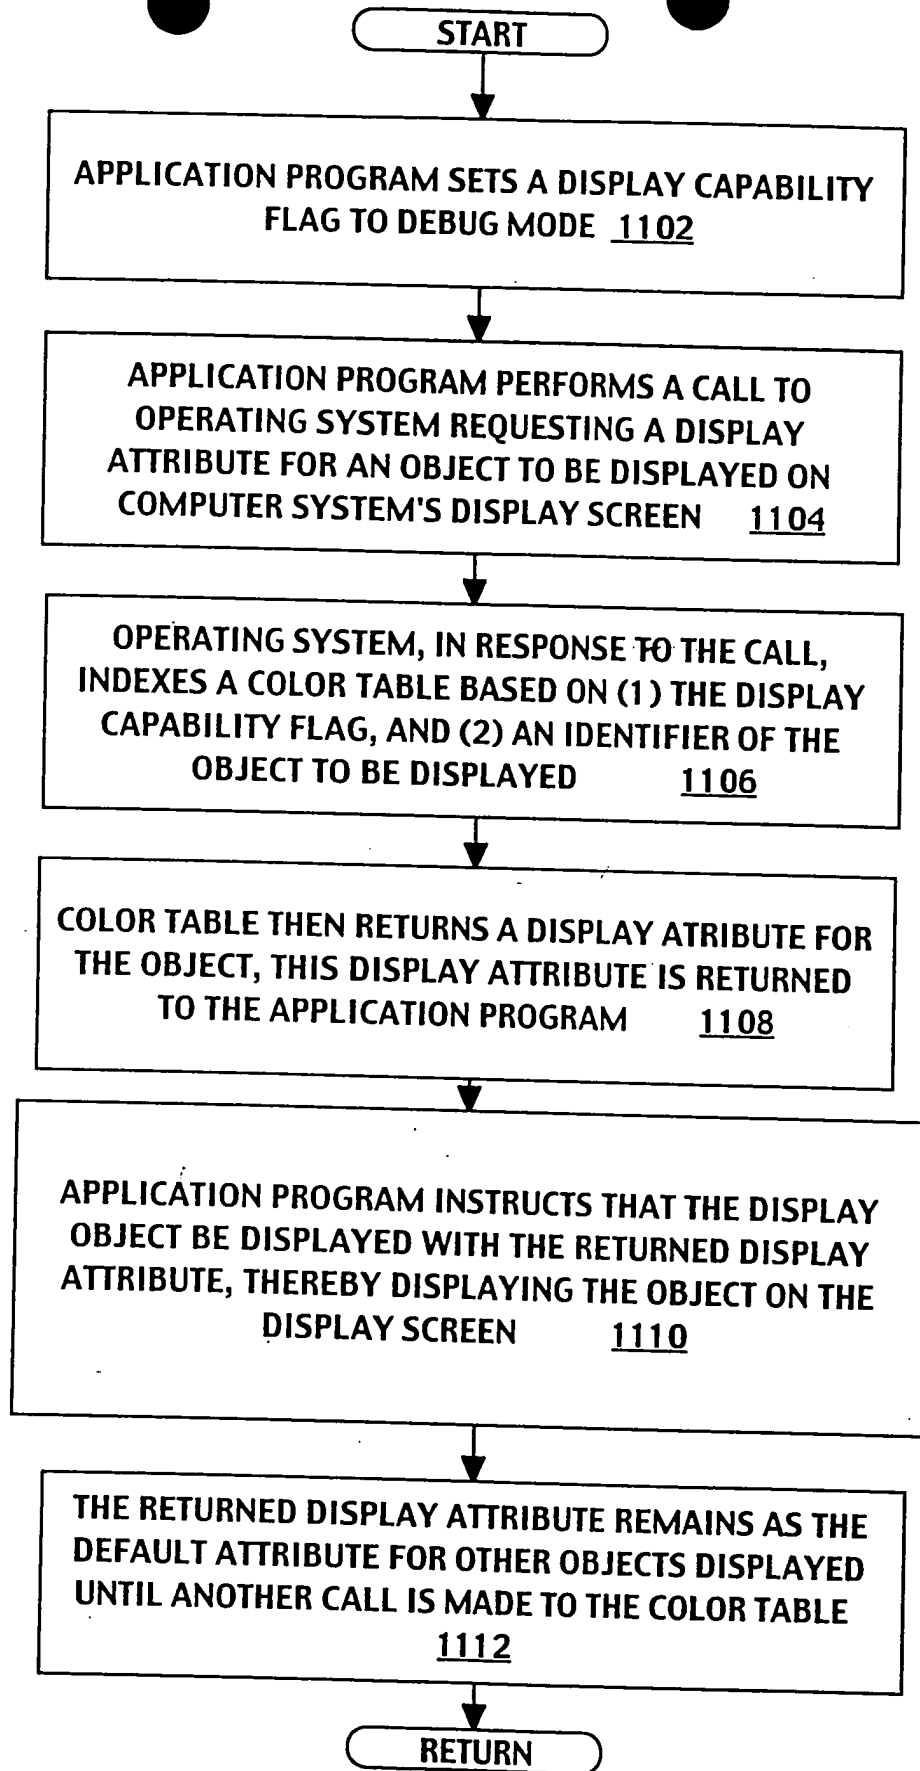 START
APPLICATION PROGRAM SETS A DISPLAY CAPABILITY
FLAG TO DEBUG MODE 1102
APPLICATION PROGRAM PERFORMS A CALL TO
OPERATING SYSTEM REQUESTING A DISPLAY
ATTRIBUTE FOR AN OBJECT TO BE DISPLAYED ON
COMPUTER SYSTEM'S DISPLAY SCREEN 1104
OPERATING SYSTEM, IN RESPONSE TO THE CALL,
INDEXES A COLOR TABLE BASED ON (1) THE DISPLAY
CAPABILITY FLAG, AND (2) AN IDENTIFIER OF THE
OBJECT TO BE DISPLAYED 1106
COLOR TABLE THEN RETURNS A DISPLAY ATRIBUTE FOR
THE OBJECT, THIS DISPLAY ATTRIBUTE IS RETURNED
TO THE APPLICATION PROGRAM 1108
APPLICATION PROGRAM INSTRUCTS THAT THE DISPLAY
OBJECT BE DISPLAYED WITH THE RETURNED DISPLAY
ATTRIBUTE, THEREBY DISPLAYING THE OBJECT ON THE
DISPLAY SCREEN 1110
THE RETURNED DISPLAY ATTRIBUTE REMAINS AS THE
DEFAULT ATTRIBUTE FOR OTHER OBJECTS DISPLAYED
UNTIL ANOTHER CALL IS MADE TO THE COLOR TABLE
1112
RETURN